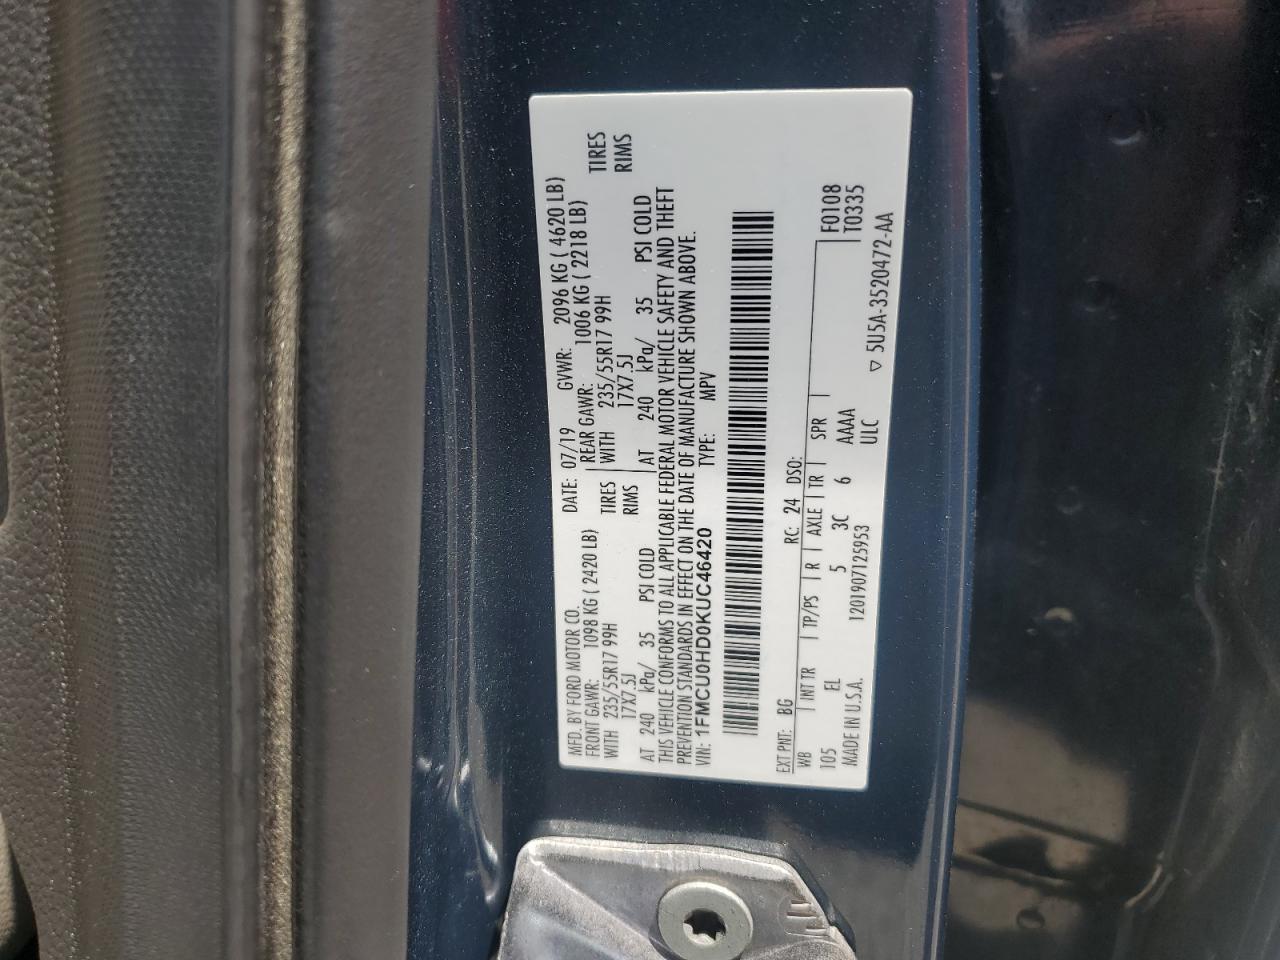 MFD. BY FORD MOTOR CO.
DATE: 07/19 GVWR: 2096 KG ( 4620 LB)
FRONT GAWR: 1098 KG ( 2420 LB) REAR GAWR: 1006 KG ( 2218 LB)
WITH 235/55R17 99H TIRES WITH 235/55R17 99H TIRES
17X7.5J RIMS 17X7.5J RIMS
AT 240 kPa/ 35 PSI COLD AT 240 kPa/ 35 PSI COLD
THIS VEHICLE CONFORMS TO ALL APPLICABLE FEDERAL MOTOR VEHICLE SAFETY AND THEFT
PREVENTION STANDARDS IN EFFECT ON THE DATE OF MANUFACTURE SHOWN ABOVE.
VIN: 1FMCU0HD0KUC46420 TYPE: MPV
EXT PNT: BG RC: 24 DSO:
WB INT TR TP/PS R AXLE TR SPR
F0108
105 EL 5 3C 6 AAAA T0335
MADE IN U.S.A. 1201907125953 ULC
▽ 5U5A-3520472-AA